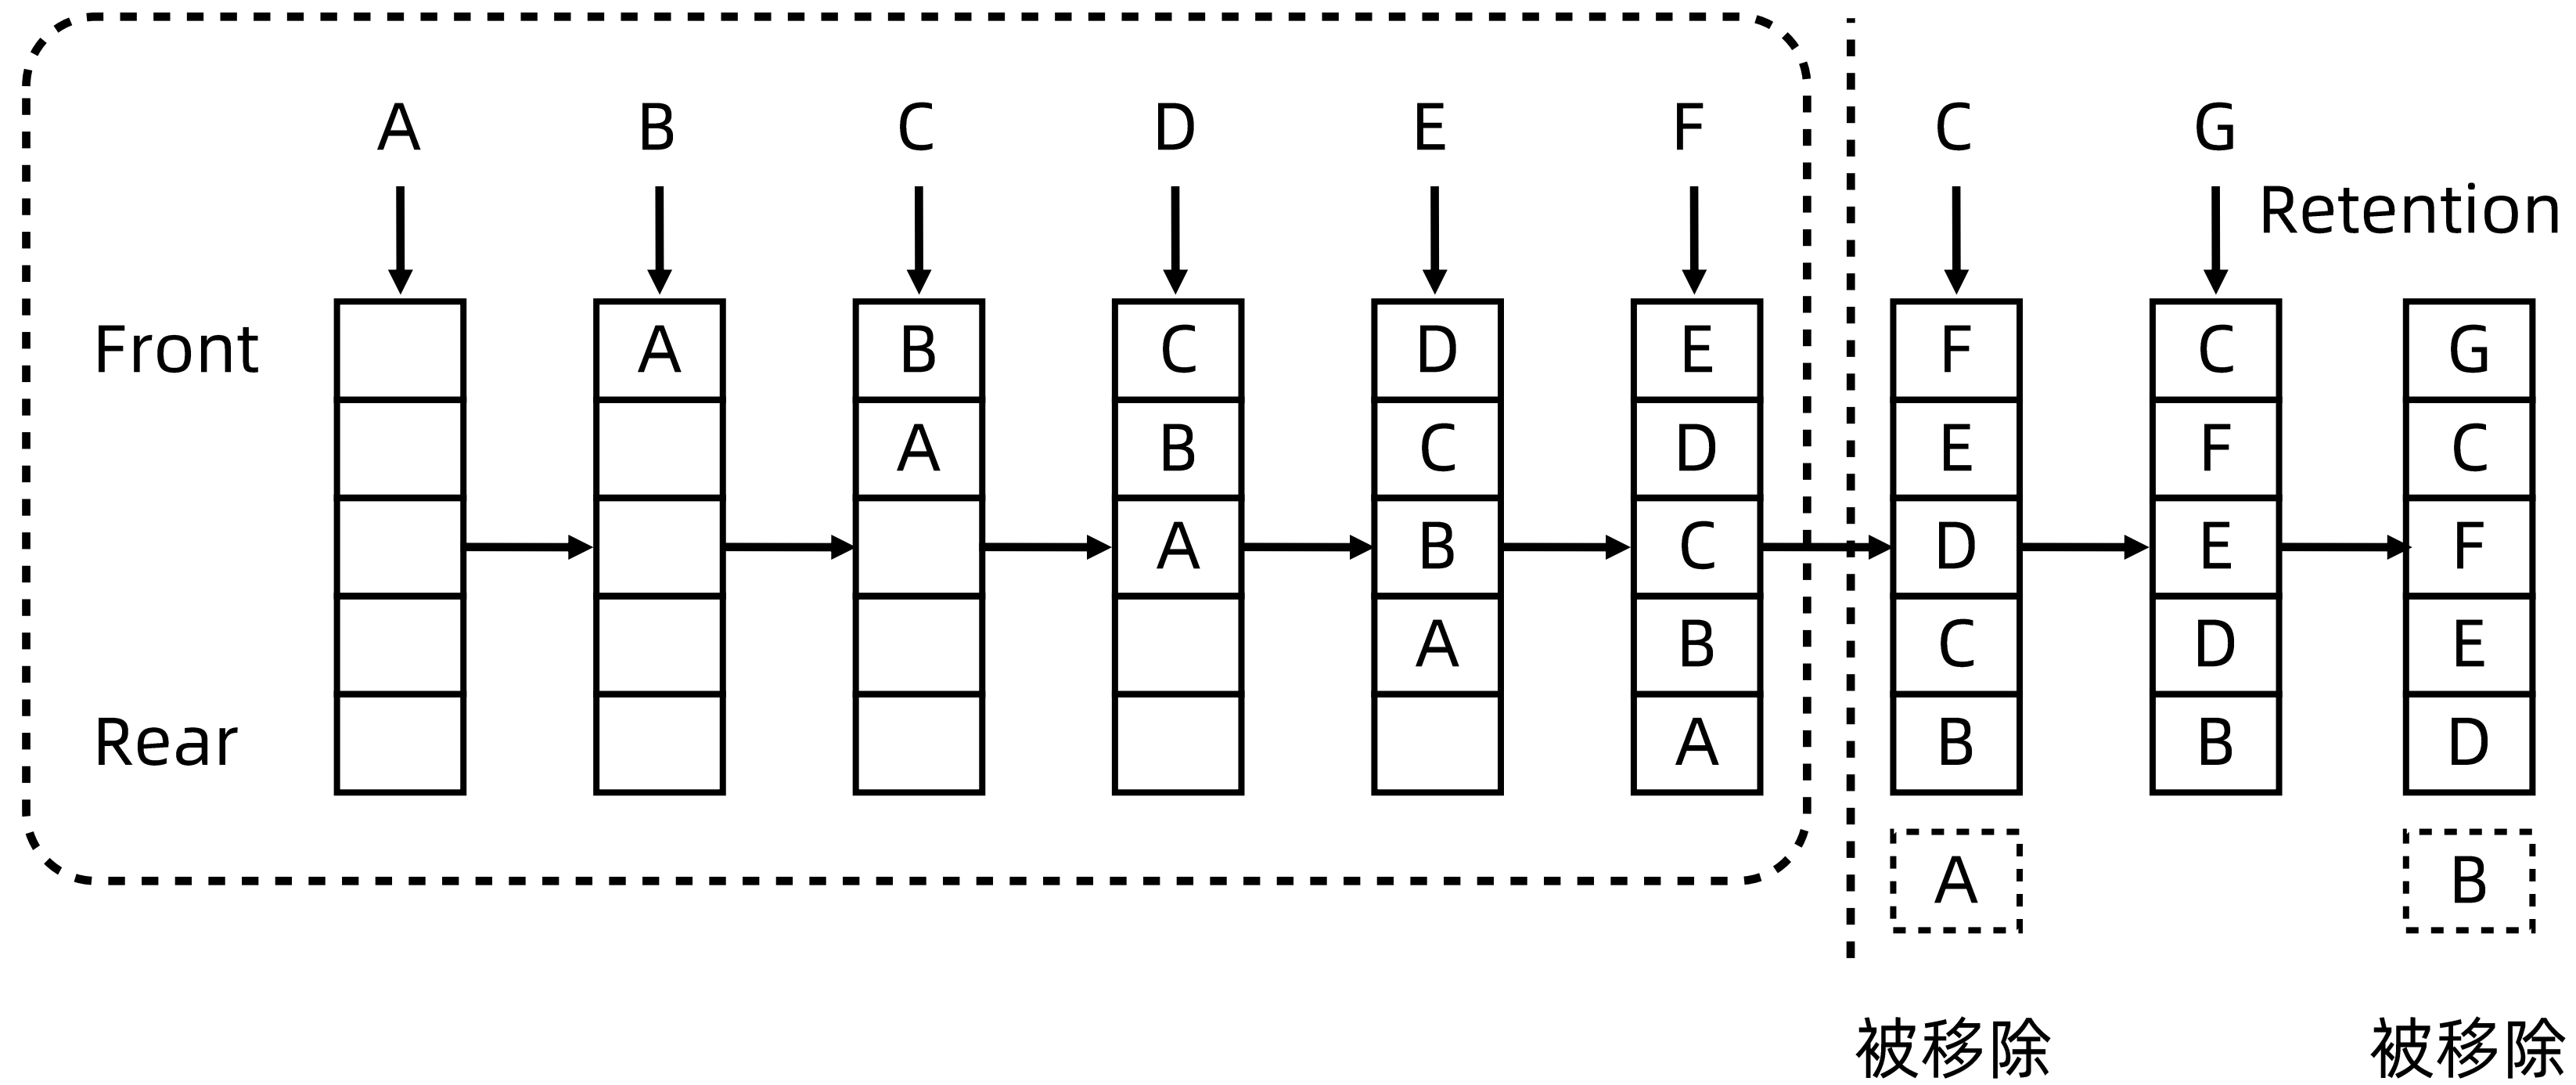 A B C D E F C G
Retention
Front A B C D E F C G
A B C D E F C
A B C D E F
A B C D E
Rear A B B D
A B
被移除 被移除